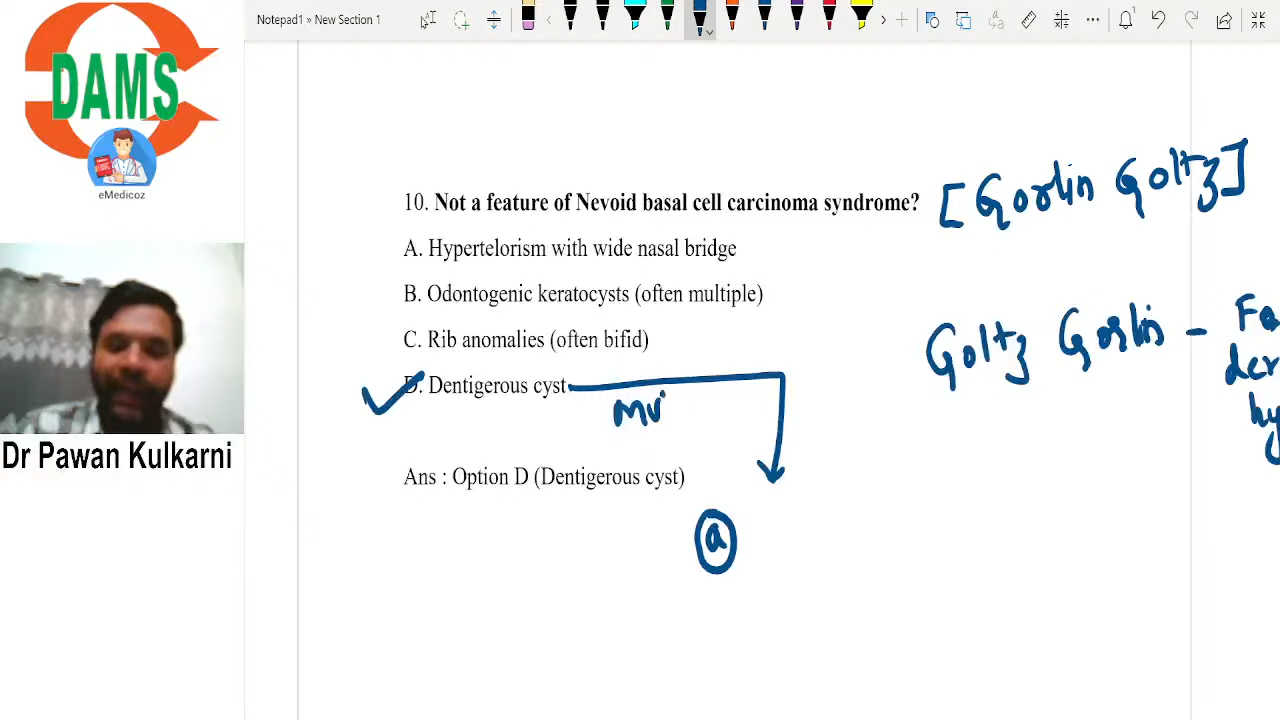 Notepad1 » New Section 1
DAMS
eMedicoz
10. Not a feature of Nevoid basal cell carcinoma syndrome?
[Gorlin Goltz]
A. Hypertelorism with wide nasal bridge
B. Odontogenic keratocysts (often multiple)
C. Rib anomalies (often bifid)
Goltz Gorlin -
D. Dentigerous cyst
Ans : Option D (Dentigerous cyst)
a
Dr Pawan Kulkarni